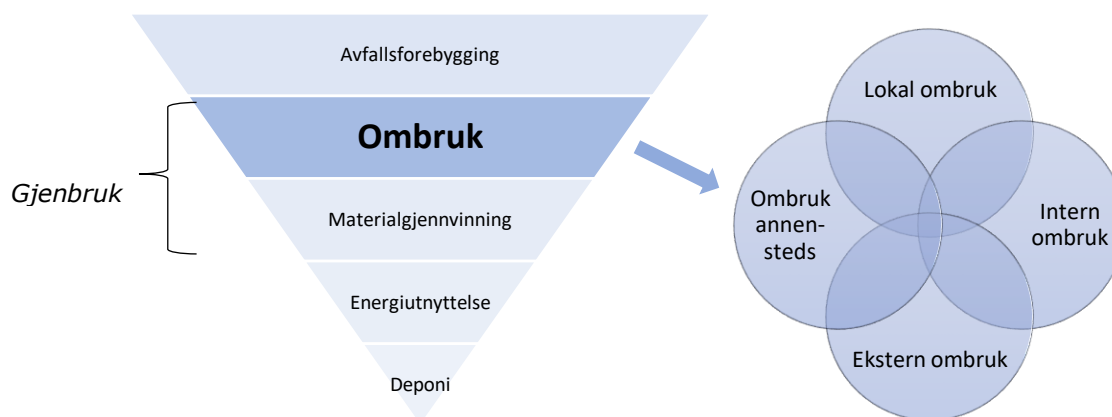 Avfallsforebygging
Ombruk
Gjenbruk
Materialgjennvinning
Energiutnyttelse
Deponi
Lokal ombruk
Ombruk
annen-
steds
Intern
ombruk
Ekstern ombruk